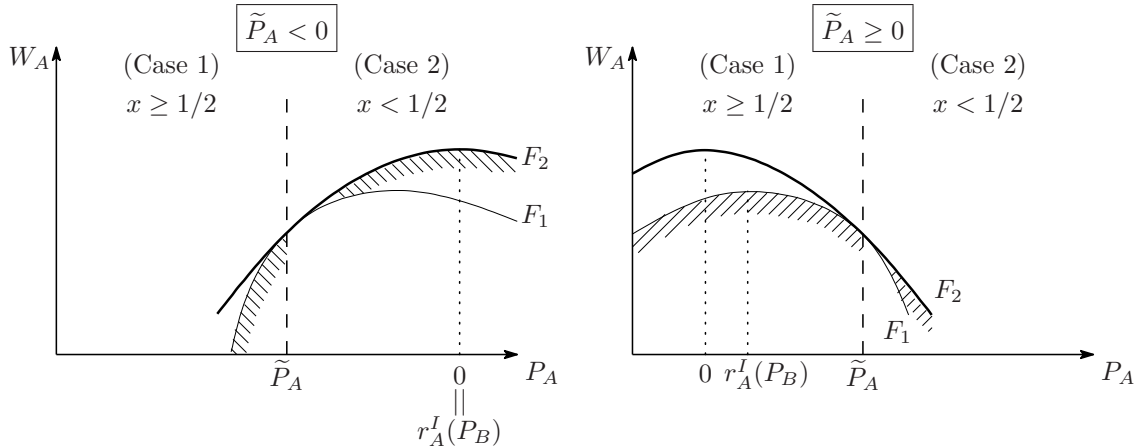 P̃_A < 0
W_A
(Case 1)
x ≥ 1/2
(Case 2)
x < 1/2
F_2
F_1
P̃_A
0
P_A
||
r_A^I(P_B)
P̃_A ≥ 0
W_A
(Case 1)
x ≥ 1/2
(Case 2)
x < 1/2
F_2
F_1
0
r_A^I(P_B)
P̃_A
P_A